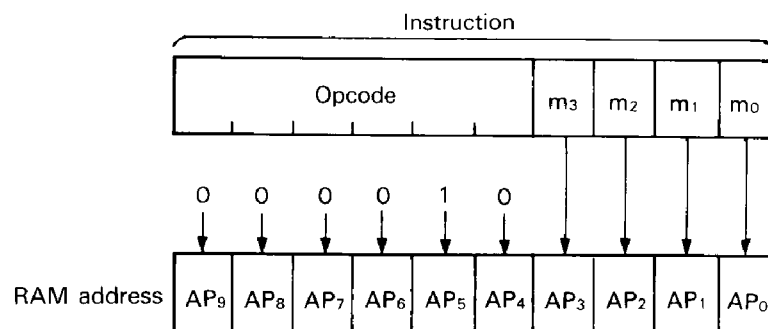 Instruction
Opcode m₃ m₂ m₁ m₀
0 0 0 0 1 0
RAM address AP₉ AP₈ AP₇ AP₆ AP₅ AP₄ AP₃ AP₂ AP₁ AP₀